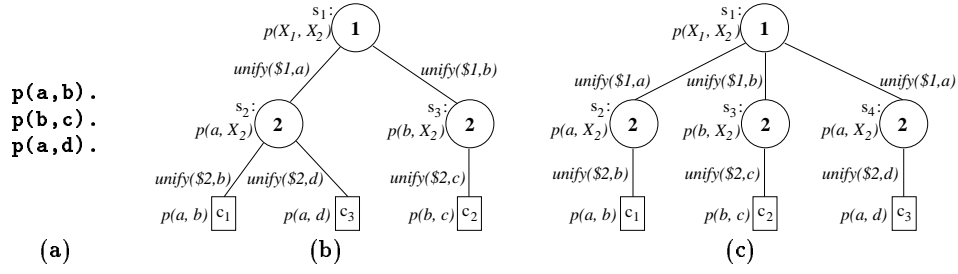 p(a,b).
p(b,c).
p(a,d).
(a)
s1:
p(X1, X2)
1
unify($1,a)
unify($1,b)
s2:
p(a, X2)
2
s3:
p(b, X2)
2
unify($2,b)
unify($2,d)
unify($2,c)
p(a, b)
c1
p(a, d)
c3
p(b, c)
c2
(b)
s1:
p(X1, X2)
1
unify($1,a)
unify($1,b)
unify($1,a)
s2:
p(a, X2)
2
s3:
p(b, X2)
2
s4:
p(a, X2)
2
unify($2,b)
unify($2,c)
unify($2,d)
p(a, b)
c1
p(b, c)
c2
p(a, d)
c3
(c)